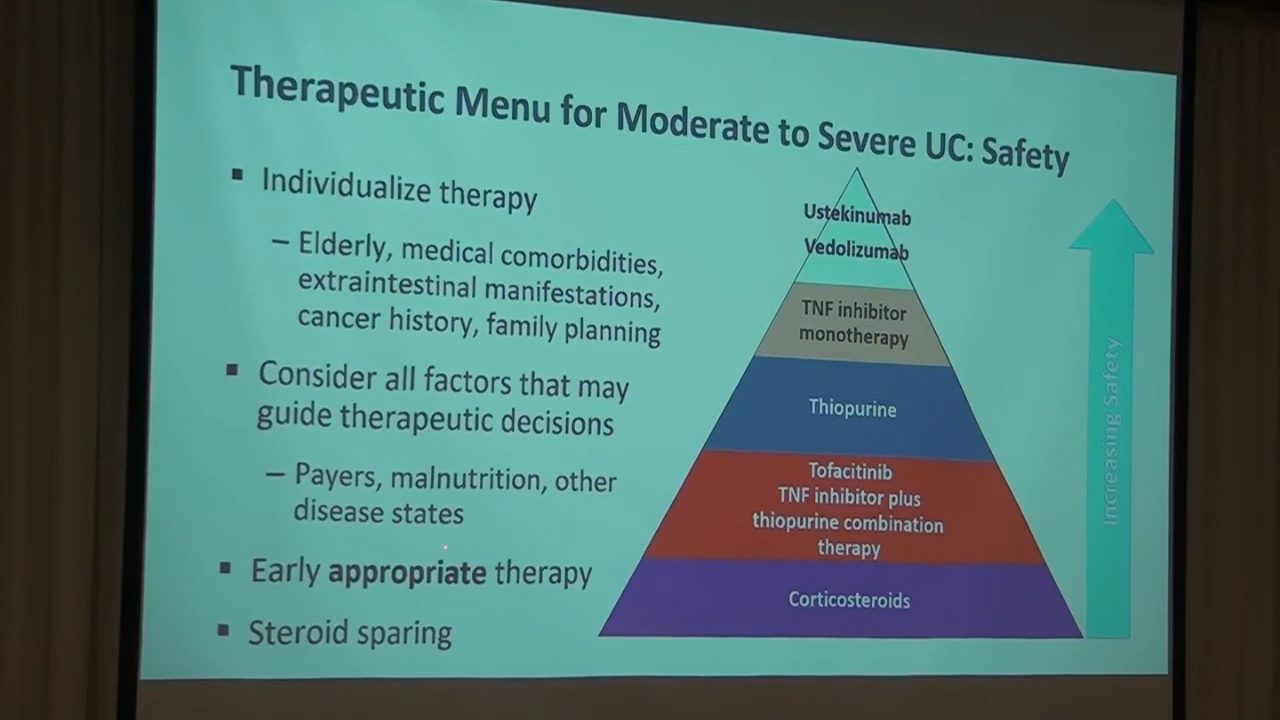 Therapeutic Menu for Moderate to Severe UC: Safety
▪ Individualize therapy
– Elderly, medical comorbidities,
extraintestinal manifestations,
cancer history, family planning
▪ Consider all factors that may
guide therapeutic decisions
– Payers, malnutrition, other
disease states
▪ Early appropriate therapy
▪ Steroid sparing
Ustekinumab
Vedolizumab
TNF inhibitor
monotherapy
Thiopurine
Tofacitinib
TNF inhibitor plus
thiopurine combination
therapy
Corticosteroids
Increasing Safety